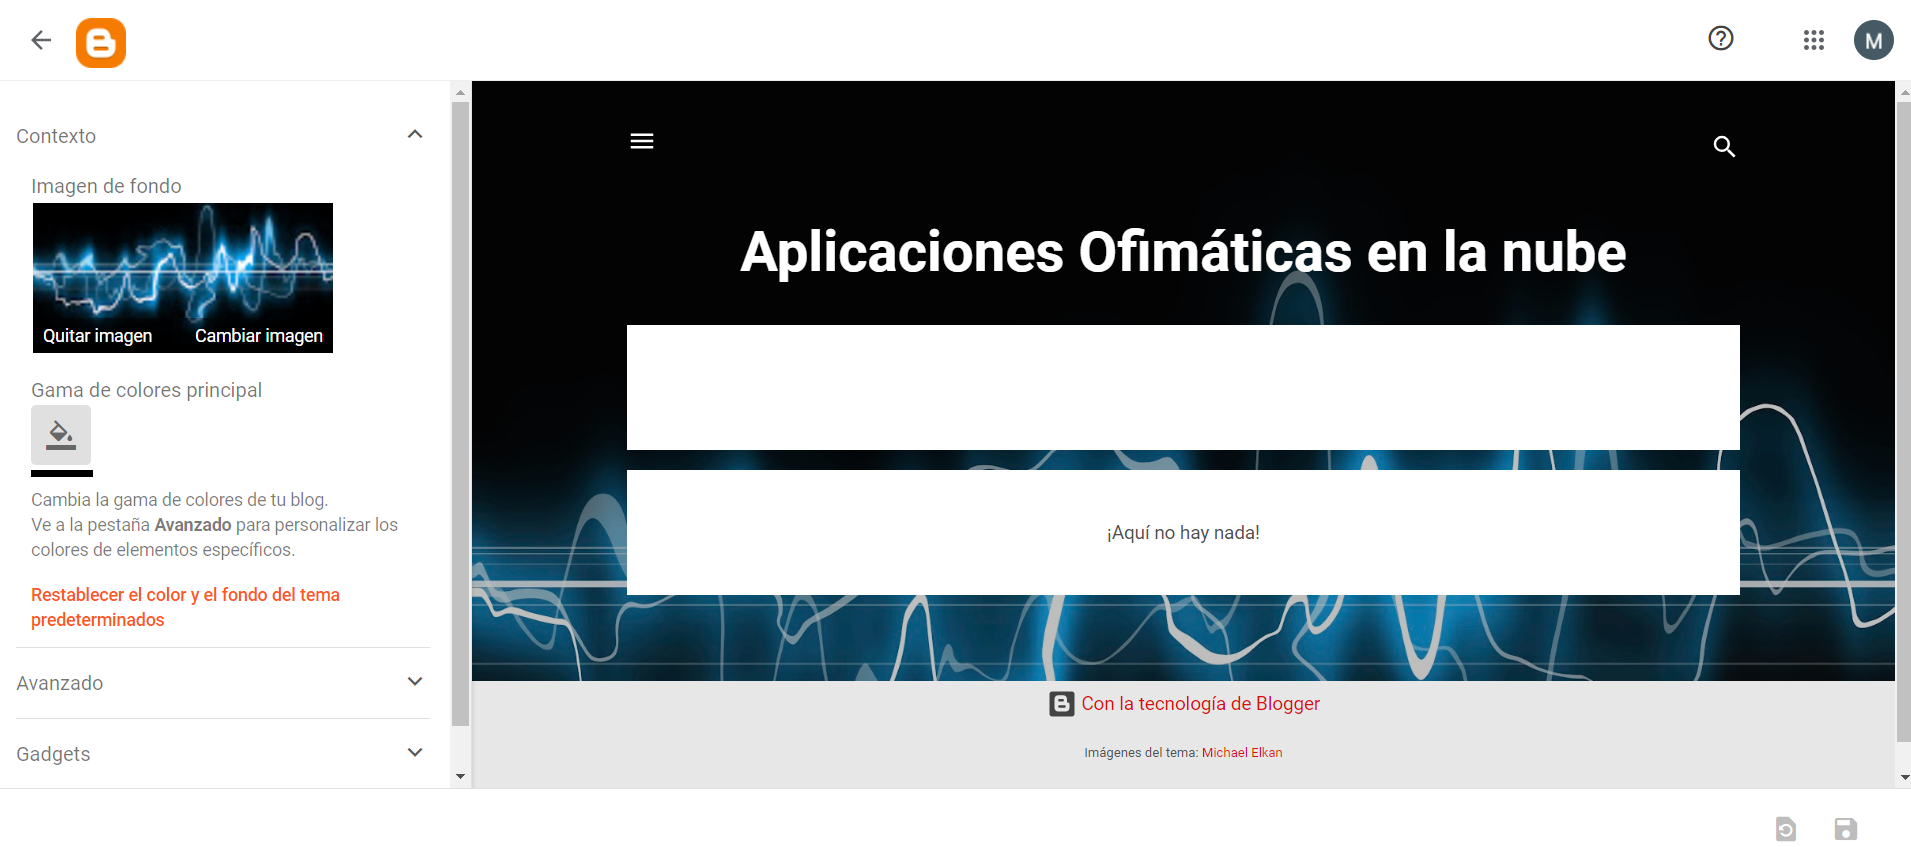 M
Contexto
Imagen de fondo
Quitar imagen
Cambiar imagen
Gama de colores principal
Cambia la gama de colores de tu blog.
Ve a la pestaña Avanzado para personalizar los
colores de elementos específicos.
Restablecer el color y el fondo del tema
predeterminados
Avanzado
Gadgets
Aplicaciones Ofimáticas en la nube
¡Aquí no hay nada!
Con la tecnología de Blogger
Imágenes del tema: Michael Elkan